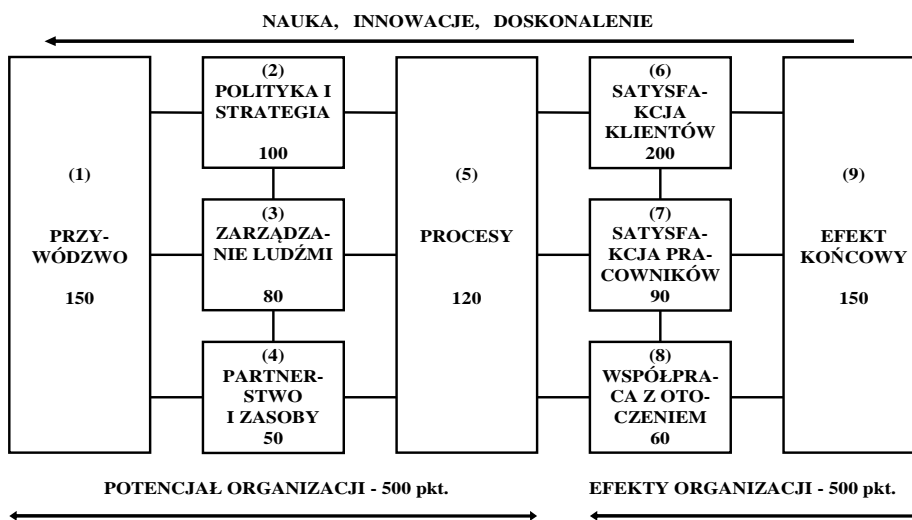 NAUKA, INNOWACJE, DOSKONALENIE
(1)
PRZY-
WÓDZWO
150
(2)
POLITYKA I
STRATEGIA
100
(3)
ZARZĄDZA-
NIE LUDŹMI
80
(4)
PARTNER-
STWO
I ZASOBY
50
(5)
PROCESY
120
(6)
SATYSFA-
KCJA
KLIENTÓW
200
(7)
SATYSFA-
KCJA PRA-
COWNIKÓW
90
(8)
WSPÓŁPRA-
CA Z OTO-
CZENIEM
60
(9)
EFEKT
KOŃCOWY
150
POTENCJAŁ ORGANIZACJI - 500 pkt.
EFEKTY ORGANIZACJI - 500 pkt.